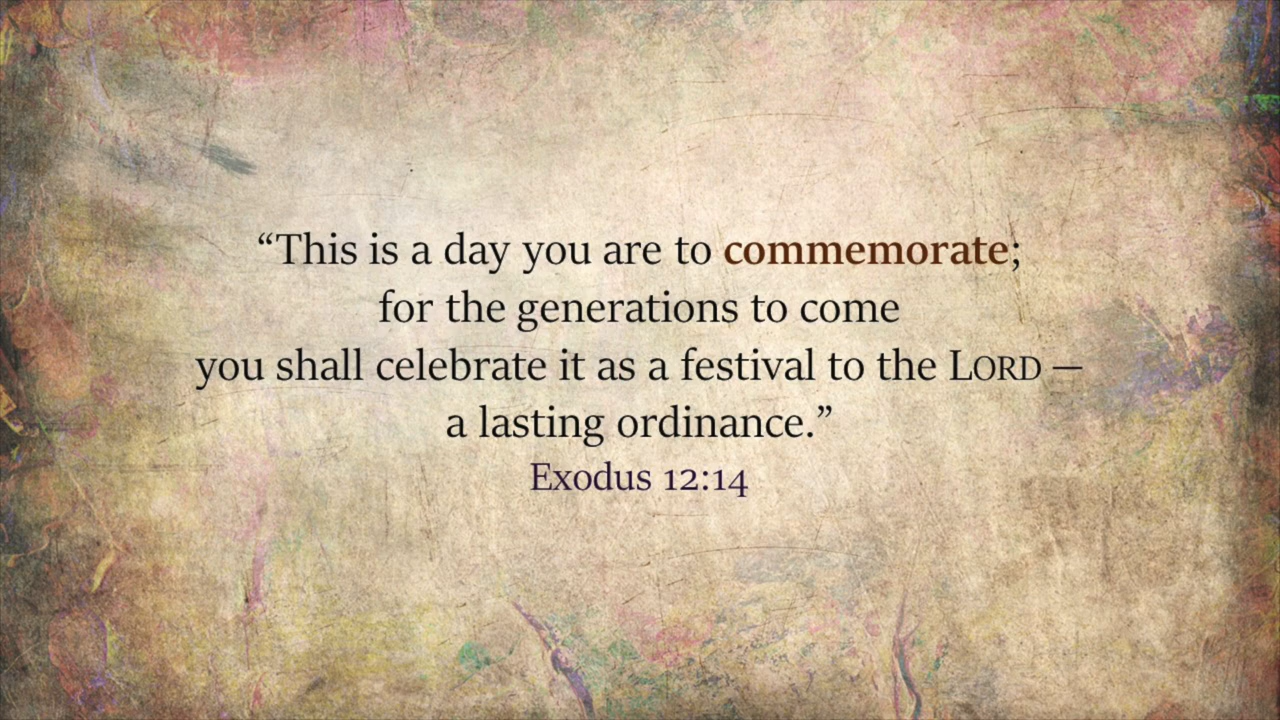 “This is a day you are to commemorate;
for the generations to come
you shall celebrate it as a festival to the LORD —
a lasting ordinance.”
Exodus 12:14